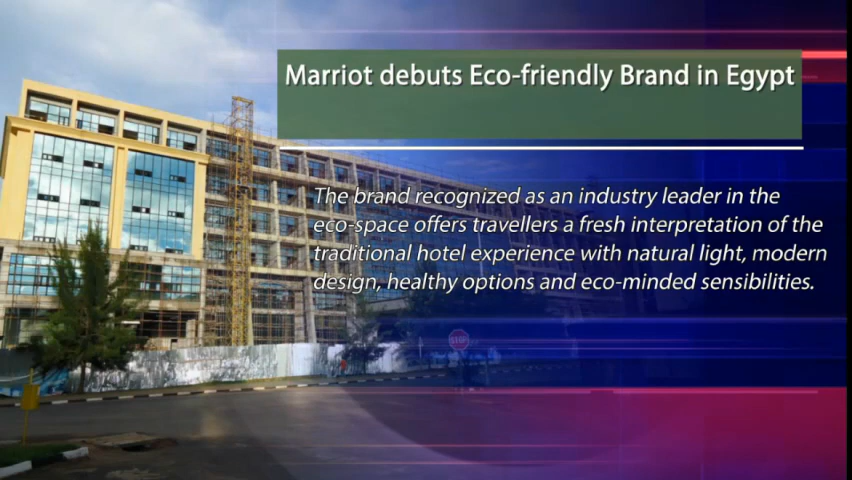 Marriot debuts Eco-friendly Brand in Egypt
The brand recognized as an industry leader in the
eco-space offers travellers a fresh interpretation of the
traditional hotel experience with natural light, modern
design, healthy options and eco-minded sensibilities.
STOP